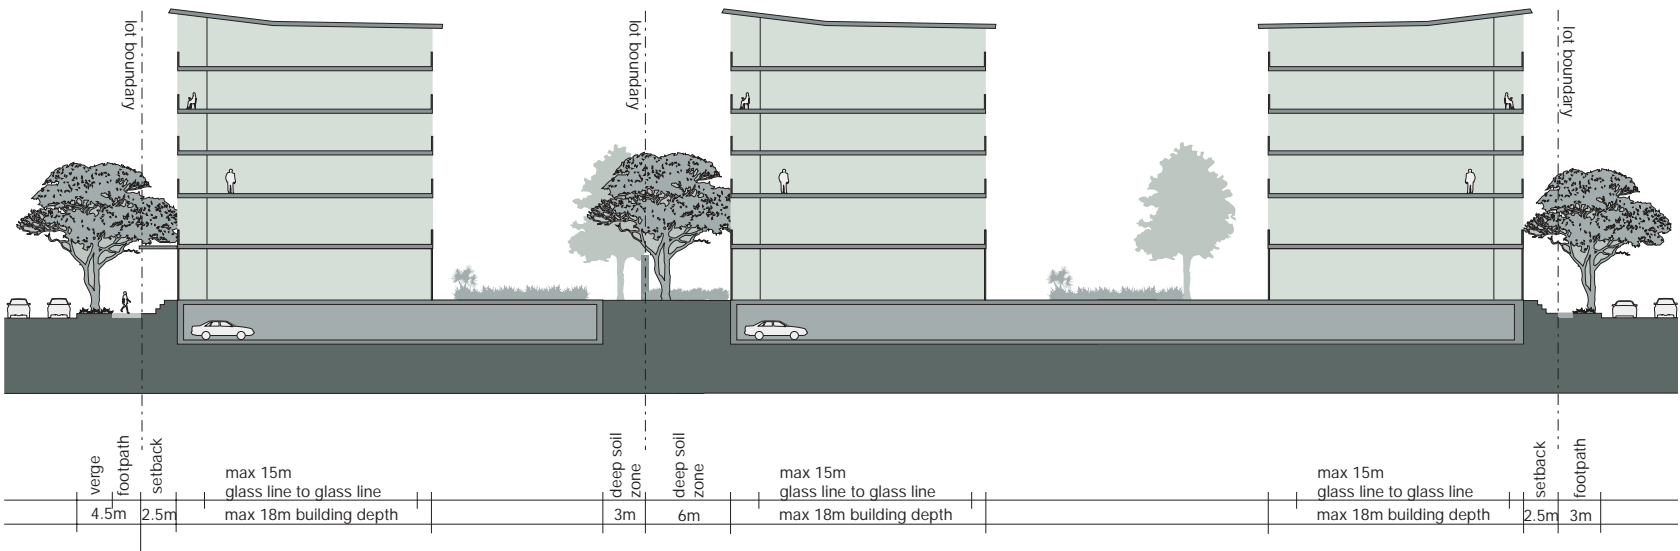 lot boundary
lot boundary
lot boundary
verge
footpath
setback
max 15m
glass line to glass line
deep soil
zone
deep soil
zone
max 15m
glass line to glass line
max 15m
glass line to glass line
setback
footpath
4.5m
2.5m
max 18m building depth
3m
6m
max 18m building depth
max 18m building depth
2.5m
3m